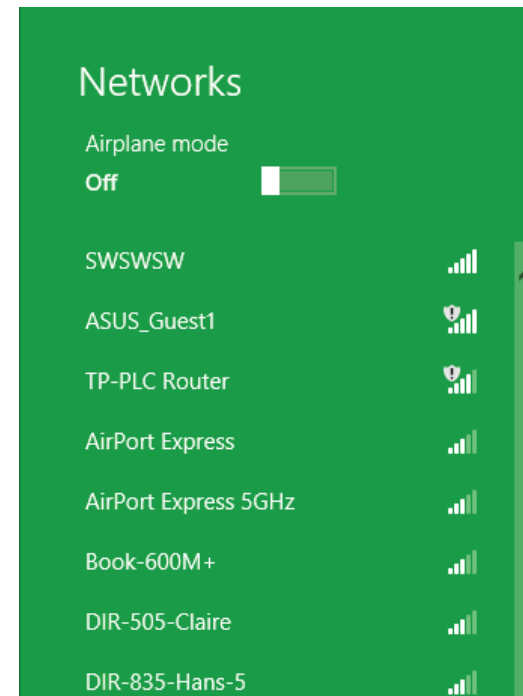 Networks
Airplane mode
Off
SWSWSW
ASUS_Guest1
TP-PLC Router
AirPort Express
AirPort Express 5GHz
Book-600M+
DIR-505-Claire
DIR-835-Hans-5